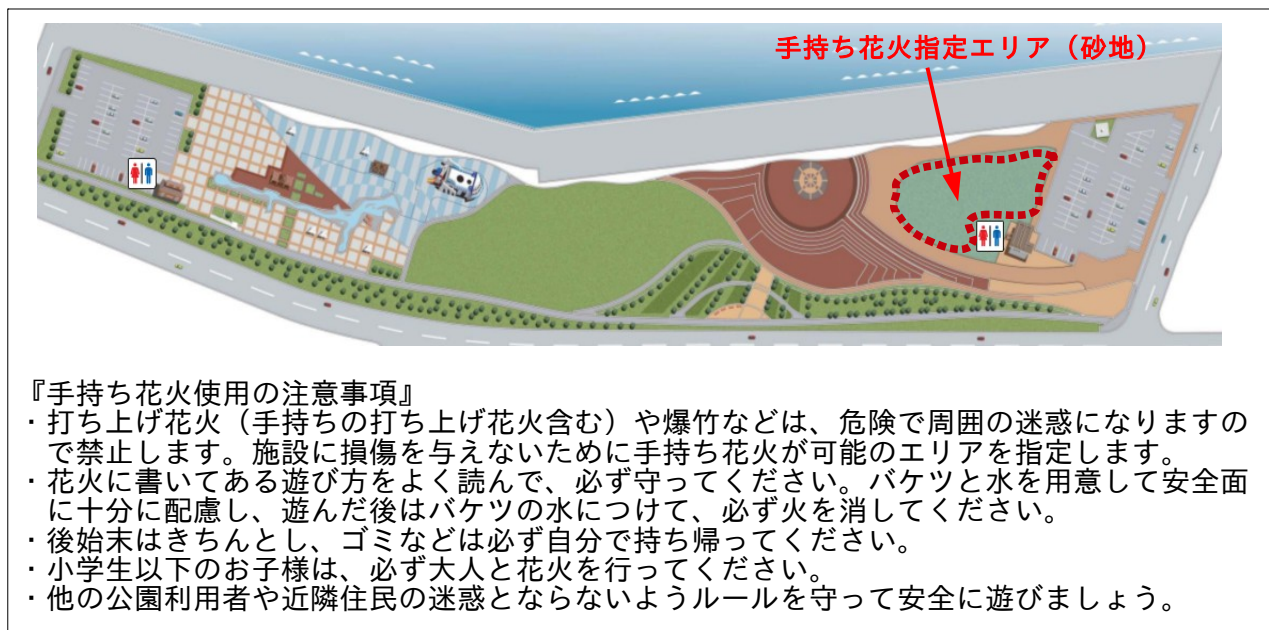 手持ち花火指定エリア（砂地）
『手持ち花火使用の注意事項』
・打ち上げ花火（手持ちの打ち上げ花火含む）や爆竹などは、危険で周囲の迷惑になりますの
で禁止します。施設に損傷を与えないために手持ち花火が可能のエリアを指定します。
・花火に書いてある遊び方をよく読んで、必ず守ってください。バケツと水を用意して安全面
に十分に配慮し、遊んだ後はバケツの水につけて、必ず火を消してください。
・後始末はきちんとし、ゴミなどは必ず自分で持ち帰ってください。
・小学生以下のお子様は、必ず大人と花火を行ってください。
・他の公園利用者や近隣住民の迷惑とならないようルールを守って安全に遊びましょう。